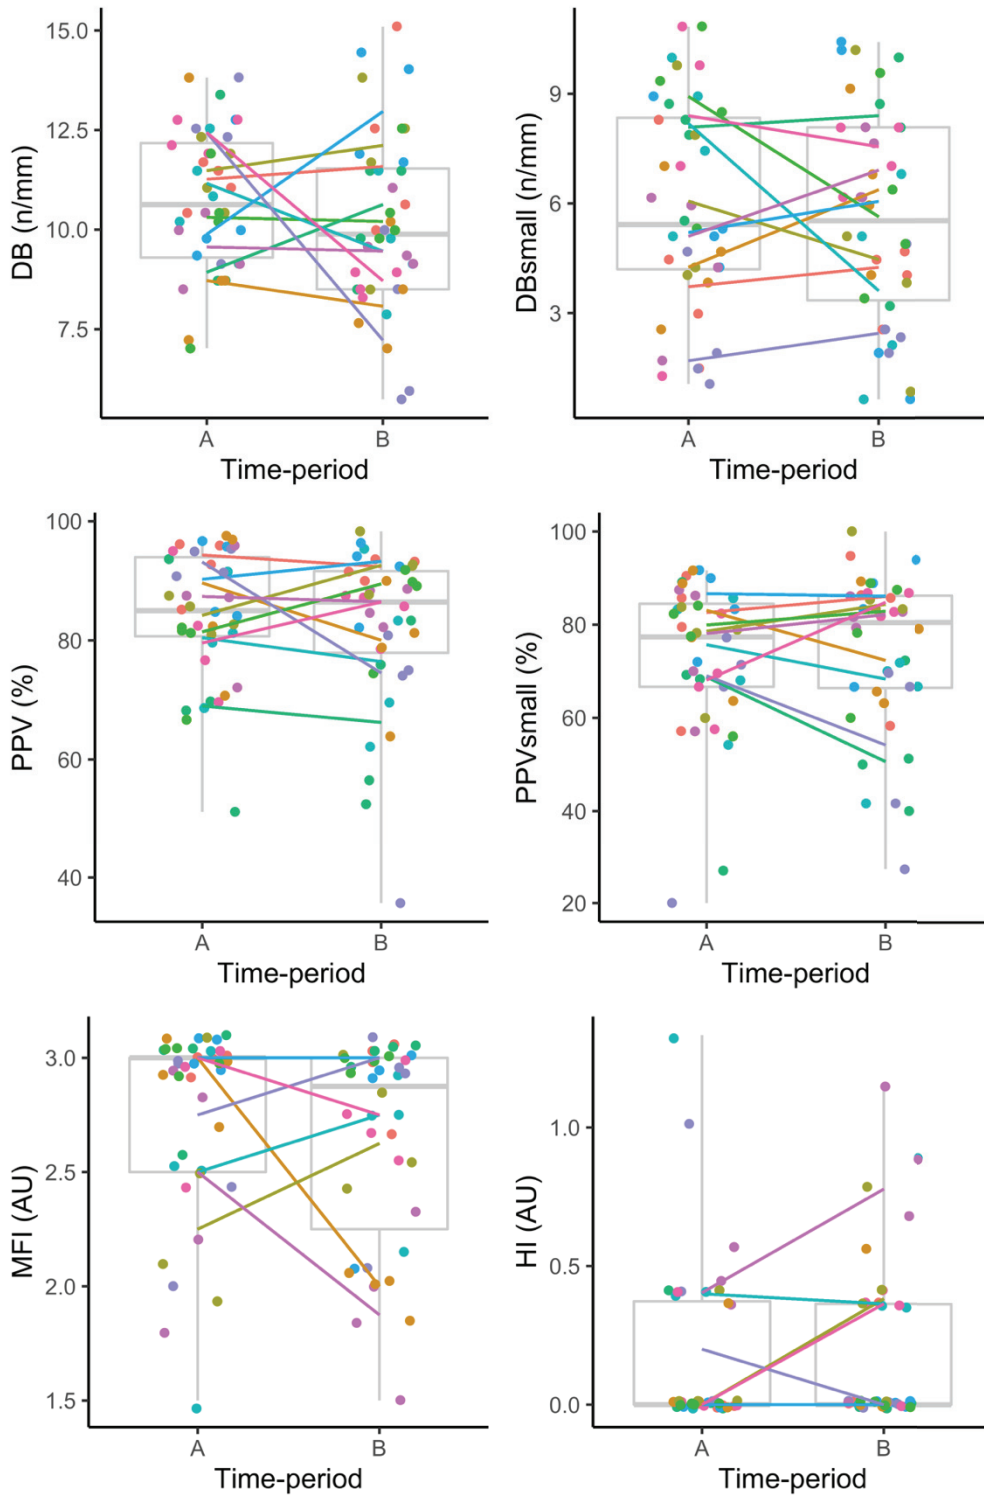 DB (n/mm)
15.0
12.5
10.0
7.5
A
B
Time-period
DBsmall (n/mm)
9
6
3
A
B
Time-period
PPV (%)
100
80
60
40
A
B
Time-period
PPVsmall (%)
100
80
60
40
20
A
B
Time-period
MFI (AU)
3.0
2.5
2.0
1.5
A
B
Time-period
HI (AU)
1.0
0.5
0.0
A
B
Time-period